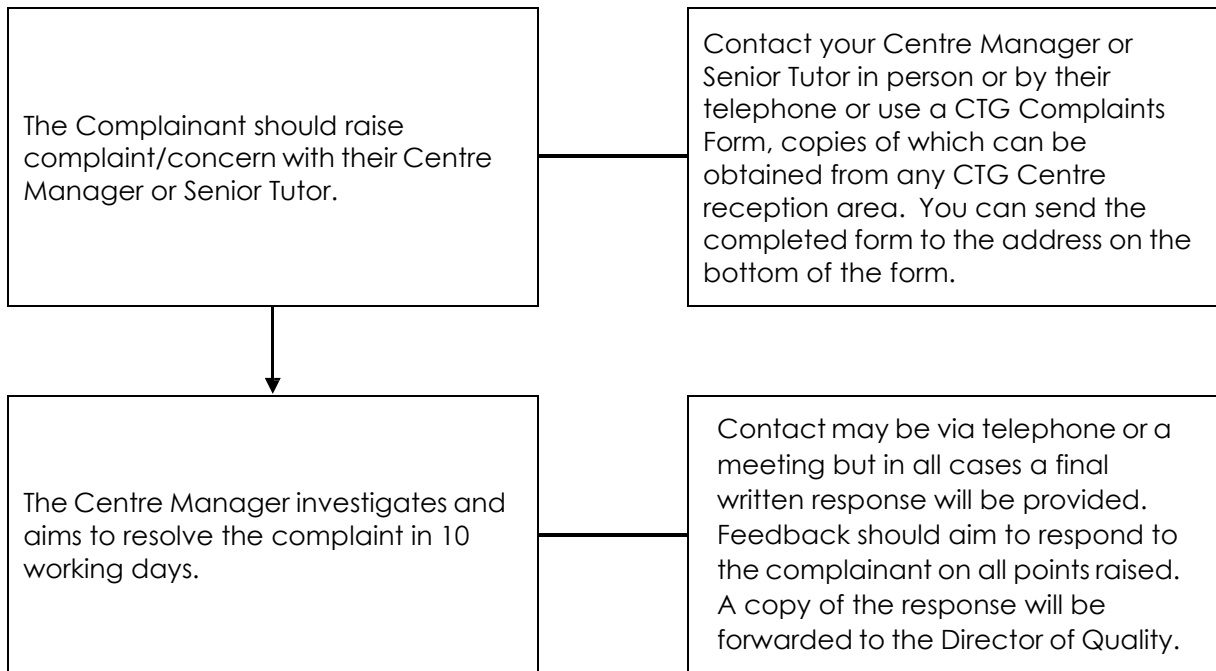 The Complainant should raise
complaint/concern with their Centre
Manager or Senior Tutor.
Contact your Centre Manager or
Senior Tutor in person or by their
telephone or use a CTG Complaints
Form, copies of which can be
obtained from any CTG Centre
reception area.  You can send the
completed form to the address on the
bottom of the form.
The Centre Manager investigates and
aims to resolve the complaint in 10
working days.
Contact may be via telephone or a
meeting but in all cases a final
written response will be provided.
Feedback should aim to respond to
the complainant on all points raised.
A copy of the response will be
forwarded to the Director of Quality.